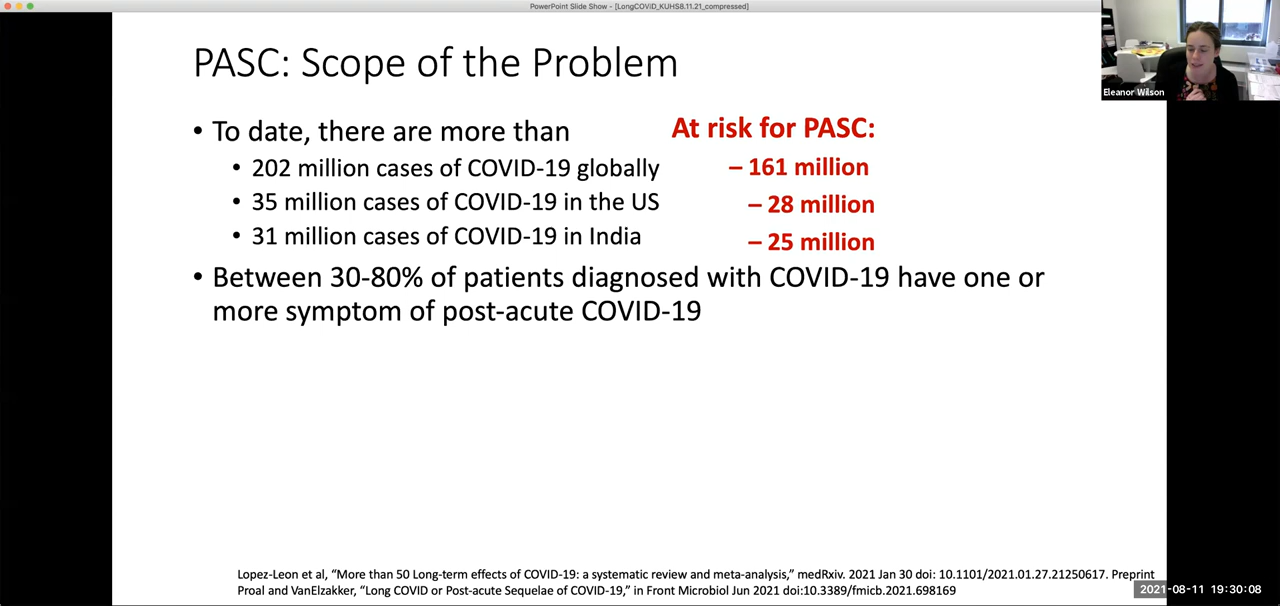 PowerPoint Slide Show - [LongCOVID_KUHS8.11.21_compressed]
Eleanor Wilson
PASC: Scope of the Problem
• To date, there are more than
At risk for PASC:
• 202 million cases of COVID-19 globally
– 161 million
• 35 million cases of COVID-19 in the US
– 28 million
• 31 million cases of COVID-19 in India
– 25 million
• Between 30-80% of patients diagnosed with COVID-19 have one or
more symptom of post-acute COVID-19
Lopez-Leon et al, “More than 50 Long-term effects of COVID-19: a systematic review and meta-analysis,” medRxiv. 2021 Jan 30 doi: 10.1101/2021.01.27.21250617. Preprint
Proal and VanElzakker, “Long COVID or Post-acute Sequelae of COVID-19,” in Front Microbiol Jun 2021 doi:10.3389/fmicb.2021.698169
2021-08-11 19:30:08